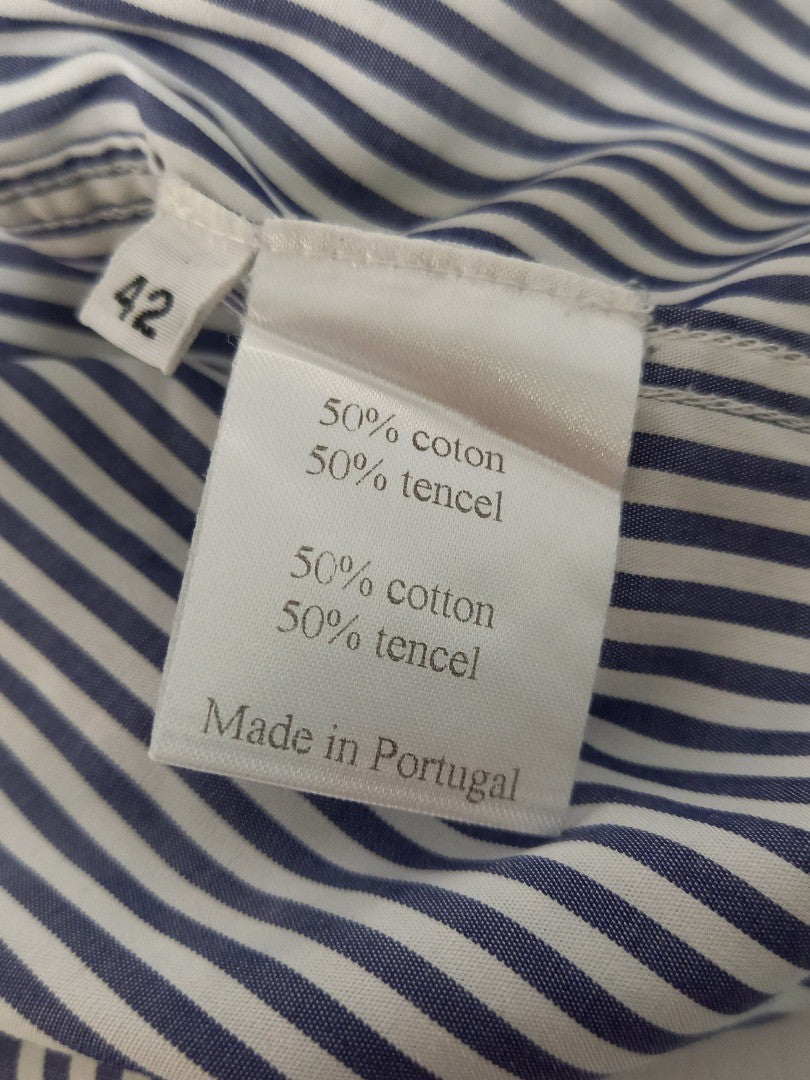 42
50% coton
50% tencel
50% cotton
50% tencel
Made in Portugal